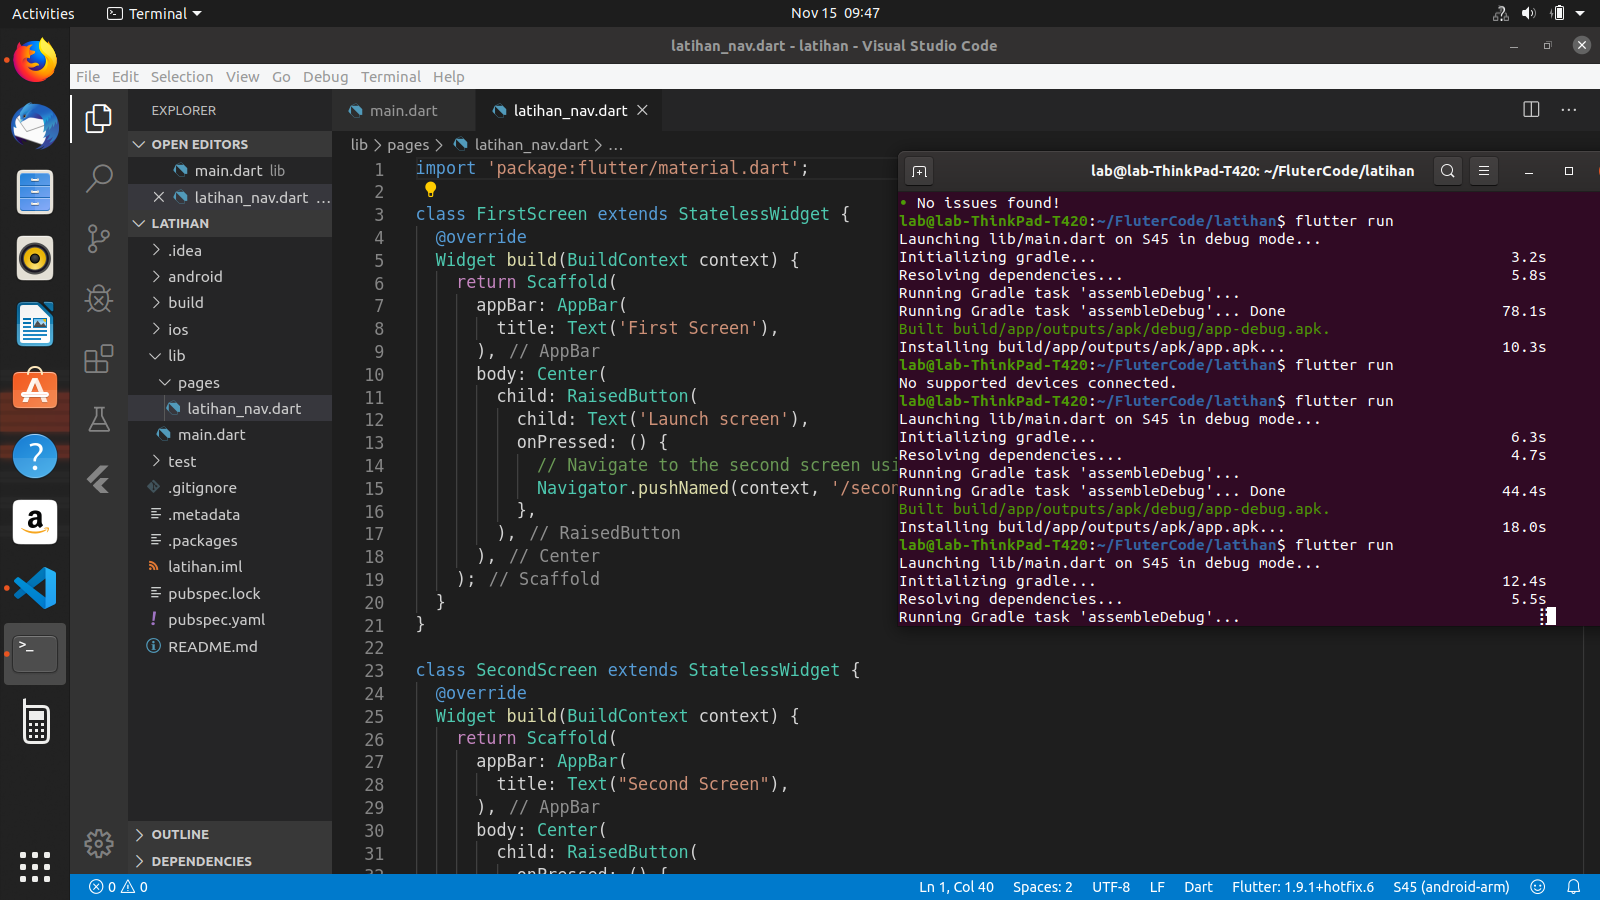 Activities
Terminal
Nov 15 09:47
latihan_nav.dart - latihan - Visual Studio Code
File Edit Selection View Go Debug Terminal Help
EXPLORER
OPEN EDITORS
main.dart lib
latihan_nav.dart ...
LATIHAN
.idea
android
build
ios
lib
pages
latihan_nav.dart
main.dart
test
.gitignore
.metadata
.packages
latihan.iml
pubspec.lock
pubspec.yaml
README.md
OUTLINE
DEPENDENCIES
main.dart
latihan_nav.dart
lib > pages > latihan_nav.dart > ...
1 import 'package:flutter/material.dart';
2
3 class FirstScreen extends StatelessWidget {
4 @override
5 Widget build(BuildContext context) {
6 return Scaffold(
7 appBar: AppBar(
8 title: Text('First Screen'),
9 ), // AppBar
10 body: Center(
11 child: RaisedButton(
12 child: Text('Launch screen'),
13 onPressed: () {
14 // Navigate to the second screen usi
15 Navigator.pushNamed(context, '/secon
16 },
17 ), // RaisedButton
18 ), // Center
19 ); // Scaffold
20 }
21 }
22
23 class SecondScreen extends StatelessWidget {
24 @override
25 Widget build(BuildContext context) {
26 return Scaffold(
27 appBar: AppBar(
28 title: Text("Second Screen"),
29 ), // AppBar
30 body: Center(
31 child: RaisedButton(
32 onPressed: () {
lab@lab-ThinkPad-T420: ~/FluterCode/latihan
• No issues found!
lab@lab-ThinkPad-T420:~/FluterCode/latihan$ flutter run
Launching lib/main.dart on S45 in debug mode...
Initializing gradle... 3.2s
Resolving dependencies... 5.8s
Running Gradle task 'assembleDebug'...
Running Gradle task 'assembleDebug'... Done 78.1s
Built build/app/outputs/apk/debug/app-debug.apk.
Installing build/app/outputs/apk/app.apk... 10.3s
lab@lab-ThinkPad-T420:~/FluterCode/latihan$ flutter run
No supported devices connected.
lab@lab-ThinkPad-T420:~/FluterCode/latihan$ flutter run
Launching lib/main.dart on S45 in debug mode...
Initializing gradle... 6.3s
Resolving dependencies... 4.7s
Running Gradle task 'assembleDebug'...
Running Gradle task 'assembleDebug'... Done 44.4s
Built build/app/outputs/apk/debug/app-debug.apk.
Installing build/app/outputs/apk/app.apk... 18.0s
lab@lab-ThinkPad-T420:~/FluterCode/latihan$ flutter run
Launching lib/main.dart on S45 in debug mode...
Initializing gradle... 12.4s
Resolving dependencies... 5.5s
Running Gradle task 'assembleDebug'...
0 0
Ln 1, Col 40 Spaces: 2 UTF-8 LF Dart Flutter: 1.9.1+hotfix.6 S45 (android-arm)